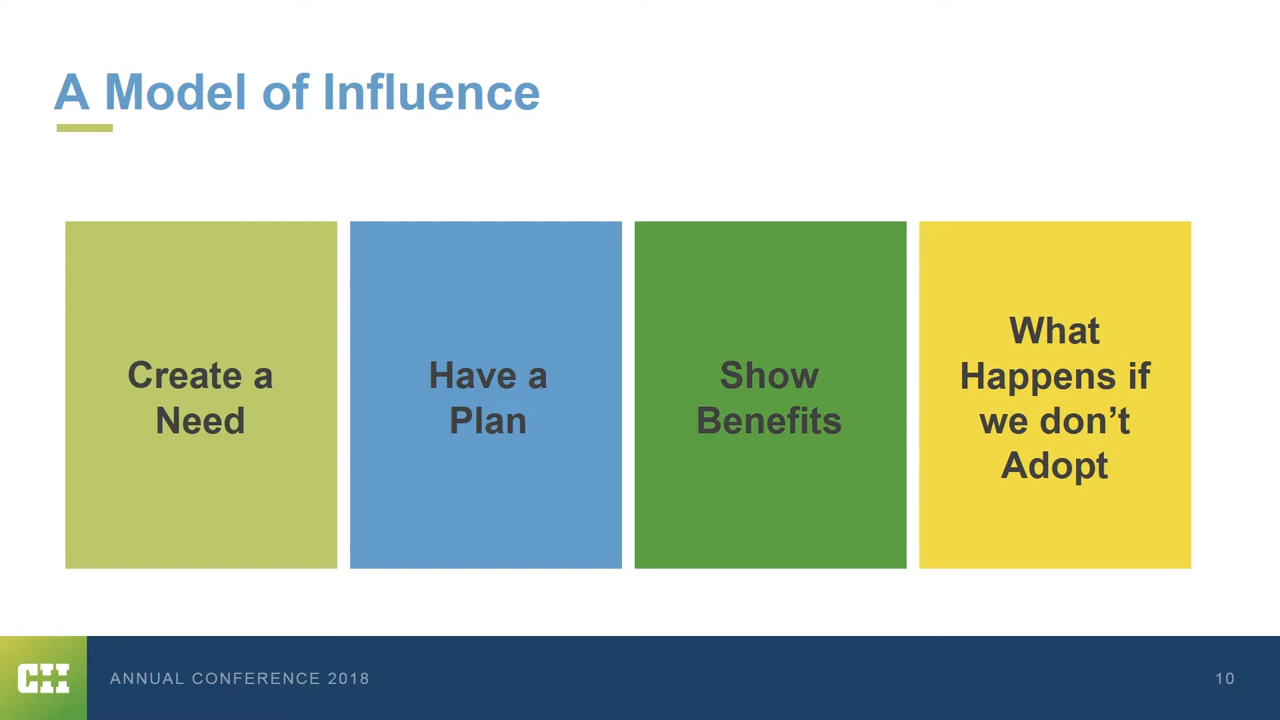 A Model of Influence
Create a
Need
Have a
Plan
Show
Benefits
What
Happens if
we don’t
Adopt
CII
ANNUAL CONFERENCE 2018
10